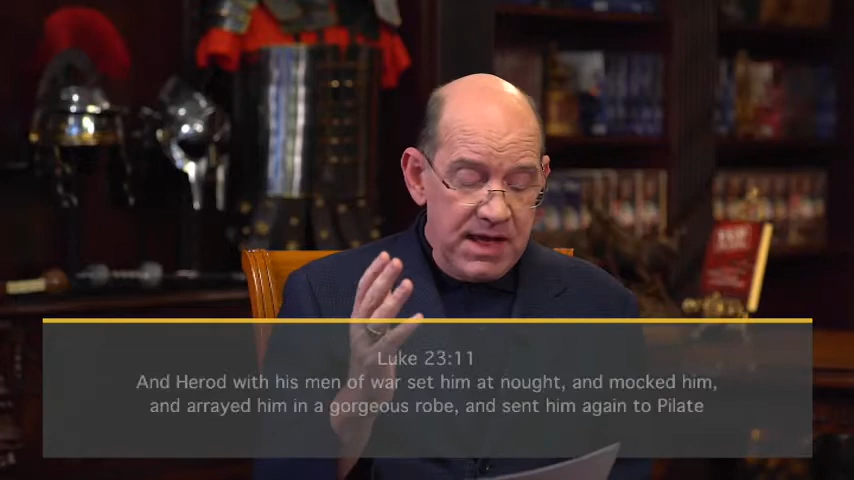 Luke 23:11
And Herod with his men of war set him at nought, and mocked him,
and arrayed him in a gorgeous robe, and sent him again to Pilate